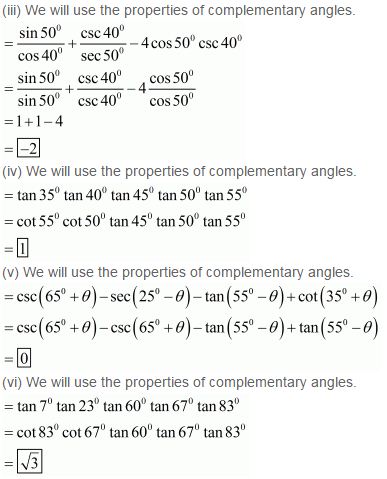 (iii) We will use the properties of complementary angles.
= sin 50⁰/cos 40⁰ + csc 40⁰/sec 50⁰ − 4 cos 50⁰ csc 40⁰
= sin 50⁰/sin 50⁰ + csc 40⁰/csc 40⁰ − 4 cos 50⁰/cos 50⁰
= 1 + 1 − 4
= −2
(iv) We will use the properties of complementary angles.
= tan 35⁰ tan 40⁰ tan 45⁰ tan 50⁰ tan 55⁰
= cot 55⁰ cot 50⁰ tan 45⁰ tan 50⁰ tan 55⁰
= 1
(v) We will use the properties of complementary angles.
= csc(65⁰ + θ) − sec(25⁰ − θ) − tan(55⁰ − θ) + cot(35⁰ + θ)
= csc(65⁰ + θ) − csc(65⁰ + θ) − tan(55⁰ − θ) + tan(55⁰ − θ)
= 0
(vi) We will use the properties of complementary angles.
= tan 7⁰ tan 23⁰ tan 60⁰ tan 67⁰ tan 83⁰
= cot 83⁰ cot 67⁰ tan 60⁰ tan 67⁰ tan 83⁰
= √3